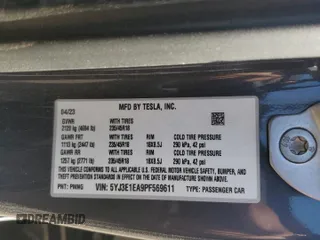 MFD BY TESLA, INC.
04/23
GVWR WITH TIRES
2120 kg (4684 lb) 235/45R18
GAWR FRT WITH TIRES RIM COLD TIRE PRESSURE
1110 kg (2447 lb) 235/45R18 18X8.5J 290 kPa, 42 psi
GAWR RR WITH TIRES RIM COLD TIRE PRESSURE
1257 kg (2771 lb) 235/45R18 18X8.5J 290 kPa, 42 psi
THIS VEHICLE CONFORMS TO ALL APPLICABLE FEDERAL MOTOR VEHICLE SAFETY, BUMPER, AND
THEFT PREVENTION STANDARDS IN EFFECT ON THE DATE OF MANUFACTURE SHOWN ABOVE.
PNT: PMNG VIN: 5YJ3E1EA9PF569611 TYPE: PASSENGER CAR
© DREAMBID